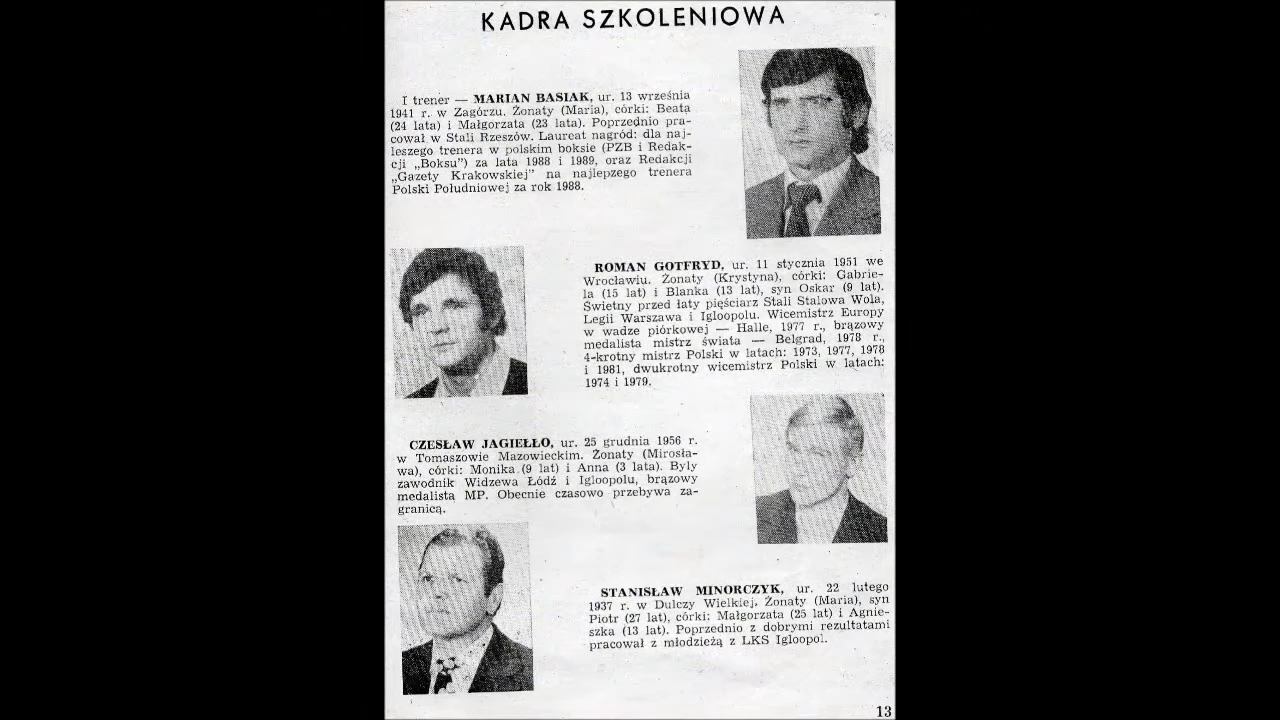 KADRA SZKOLENIOWA
I trener — MARIAN BASIAK, ur. 13 września
1941 r. w Zagórzu. Żonaty (Maria), córki: Beata
(24 lata) i Małgorzata (23 lata). Poprzednio pra-
cował w Stali Rzeszów. Laureat nagród: dla naj-
leszego trenera w polskim boksie (PZB i Redak-
cji „Boksu") za lata 1988 i 1989, oraz Redakcji
„Gazety Krakowskiej" na najlepzego trenera
Polski Południowej za rok 1988.
ROMAN GOTFRYD, ur. 11 stycznia 1951 we
Wrocławiu. Żonaty (Krystyna), córki: Gabrie-
la (15 lat) i Blanka (13 lat), syn Oskar (9 lat).
Świetny przed łaty pięściarz Stali Stalowa Wola,
Legii Warszawa i Igloopolu. Wicemistrz Europy
w wadze piórkowej — Halle, 1977 r., brązowy
medalista mistrz świata — Belgrad, 1978 r.,
4-krotny mistrz Polski w latach: 1973, 1977, 1978
i 1981, dwukrotny wicemistrz Polski w latach:
1974 i 1979.
CZESŁAW JAGIEŁŁO, ur. 25 grudnia 1956 r.
w Tomaszowie Mazowieckim. Żonaty (Mirosła-
wa), córki: Monika (9 lat) i Anna (3 lata). Były
zawodnik Widzewa Łódź i Igloopolu, brązowy
medalista MP. Obecnie czasowo przebywa za-
granicą.
STANISŁAW MINORCZYK, ur. 22 lutego
1937 r. w Dulczy Wielkiej. Żonaty (Maria), syn
Piotr (27 lat), córki: Małgorzata (25 lat) i Agnie-
szka (13 lat). Poprzednio z dobrymi rezultatami
pracował z młodzieżą z LKS Igloopol.
13